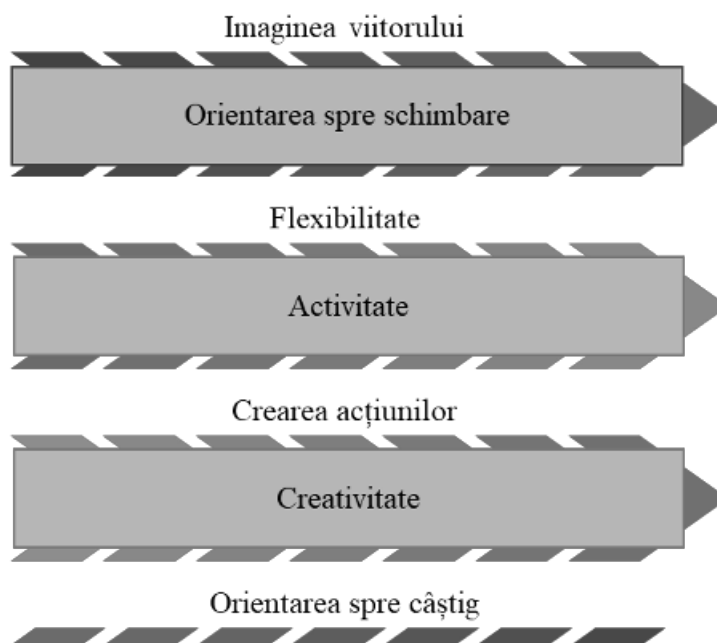 Imaginea viitorului
Orientarea spre schimbare
Flexibilitate
Activitate
Crearea acțiunilor
Creativitate
Orientarea spre câștig